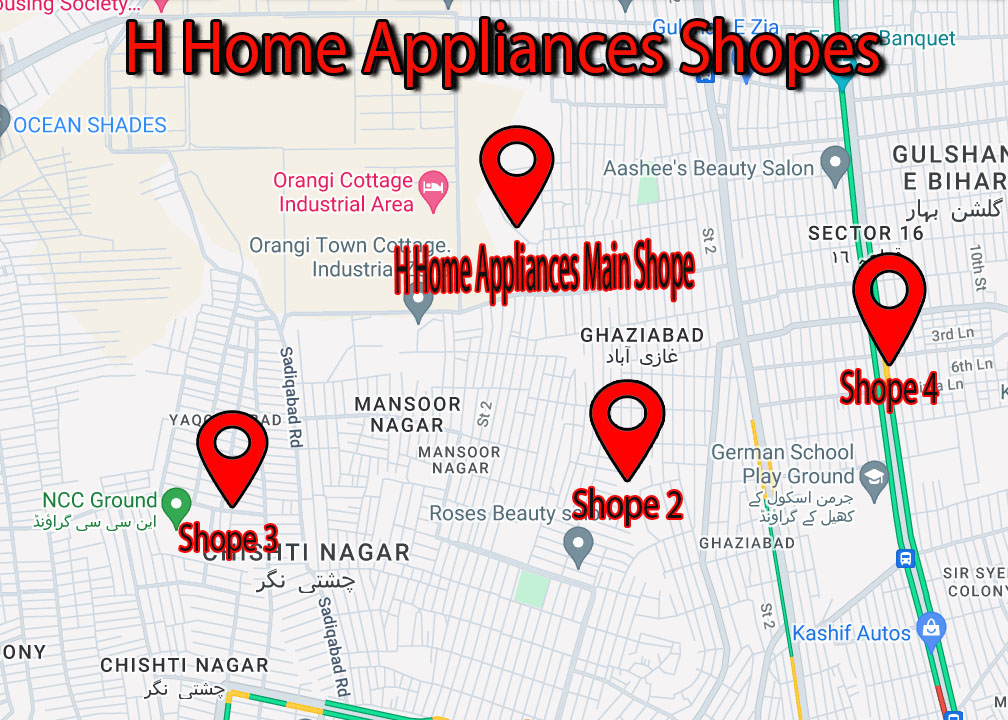 ousing Society...
Gulsh
E Zia
Banquet
H Home Appliances Shopes
OCEAN SHADES
Aashee's Beauty Salon
GULSHAN
E BIHAR
گلشن بہار
Orangi Cottage
Industrial Area
SECTOR 16
١٦
Orangi Town Cottage.
Industria
H Home Appliances Main Shope
St 2
10th St
GHAZIABAD
غازی آباد
3rd Ln
6th Ln
Ln
Shope 4
Sadiqabad Rd
MANSOOR
NAGAR
St 2
YAQO
BAD
MANSOOR
NAGAR
German School
Play Ground
جرمن اسکول کے
کھیل کے گراؤنڈ
NCC Ground
این سی سی گراؤنڈ
Roses Beauty s
Shope 2
Shope 3
CHISHTI NAGAR
چشتی نگر
GHAZIABAD
SIR SYE
COLONY
Sadiqabad Rd
St 2
Kashif Autos
ONY
CHISHTI NAGAR
چشتی نگر
M